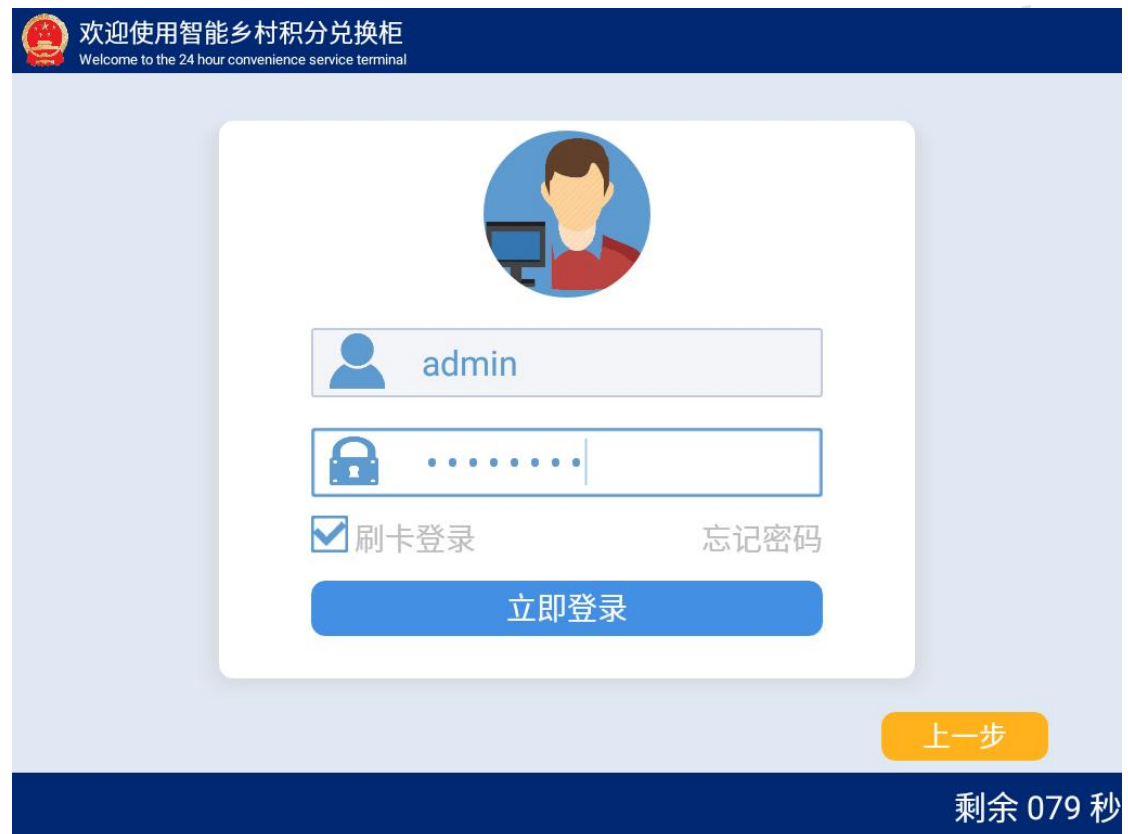 欢迎使用智能乡村积分兑换柜
Welcome to the 24 hour convenience service terminal
admin
••••••••
刷卡登录 忘记密码
立即登录
上一步
剩余 079 秒